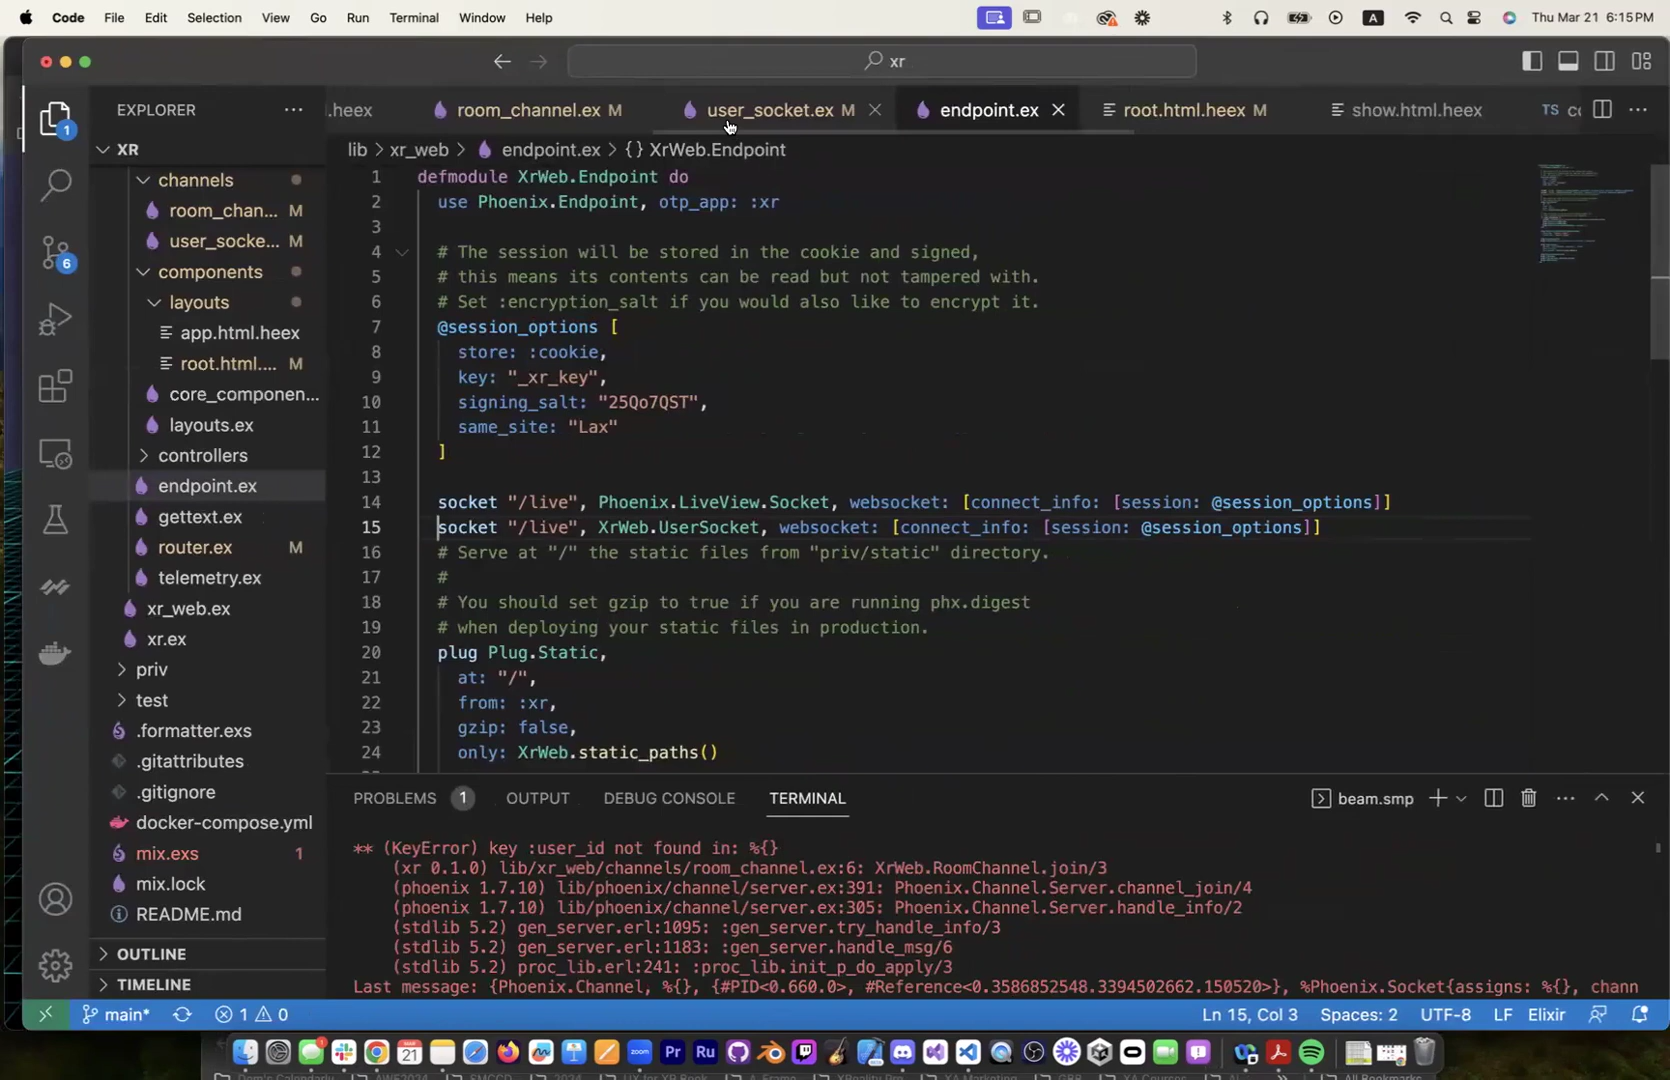 Code File Edit Selection View Go Run Terminal Window Help A Thu Mar 21 6:15 PM
xr
EXPLORER
.heex room_channel.ex M user_socket.ex M endpoint.ex root.html.heex M show.html.heex TS
lib > xr_web > endpoint.ex > {} XrWeb.Endpoint
1
6
XR
channels
room_chan... M
user_socke... M
components
layouts
app.html.heex
root.html.... M
core_componen...
layouts.ex
controllers
endpoint.ex
gettext.ex
router.ex M
telemetry.ex
xr_web.ex
xr.ex
priv
test
.formatter.exs
.gitattributes
.gitignore
docker-compose.yml
mix.exs 1
mix.lock
README.md
OUTLINE
TIMELINE
1 defmodule XrWeb.Endpoint do
2 use Phoenix.Endpoint, otp_app: :xr
3
4 # The session will be stored in the cookie and signed,
5 # this means its contents can be read but not tampered with.
6 # Set :encryption_salt if you would also like to encrypt it.
7 @session_options [
8 store: :cookie,
9 key: "_xr_key",
10 signing_salt: "25Qo7QST",
11 same_site: "Lax"
12 ]
13
14 socket "/live", Phoenix.LiveView.Socket, websocket: [connect_info: [session: @session_options]]
15 socket "/live", XrWeb.UserSocket, websocket: [connect_info: [session: @session_options]]
16 # Serve at "/" the static files from "priv/static" directory.
17 #
18 # You should set gzip to true if you are running phx.digest
19 # when deploying your static files in production.
20 plug Plug.Static,
21 at: "/",
22 from: :xr,
23 gzip: false,
24 only: XrWeb.static_paths()
PROBLEMS 1 OUTPUT DEBUG CONSOLE TERMINAL beam.smp
** (KeyError) key :user_id not found in: %{}
(xr 0.1.0) lib/xr_web/channels/room_channel.ex:6: XrWeb.RoomChannel.join/3
(phoenix 1.7.10) lib/phoenix/channel/server.ex:391: Phoenix.Channel.Server.channel_join/4
(phoenix 1.7.10) lib/phoenix/channel/server.ex:305: Phoenix.Channel.Server.handle_info/2
(stdlib 5.2) gen_server.erl:1095: :gen_server.try_handle_info/3
(stdlib 5.2) gen_server.erl:1183: :gen_server.handle_msg/6
(stdlib 5.2) proc_lib.erl:241: :proc_lib.init_p_do_apply/3
Last message: {Phoenix.Channel, %{}, {#PID<0.660.0>, #Reference<0.3586852548.3394502662.150520>}, %Phoenix.Socket{assigns: %{}, chann
main* 1 0 Ln 15, Col 3 Spaces: 2 UTF-8 LF Elixir
21 zoom Pr Ru